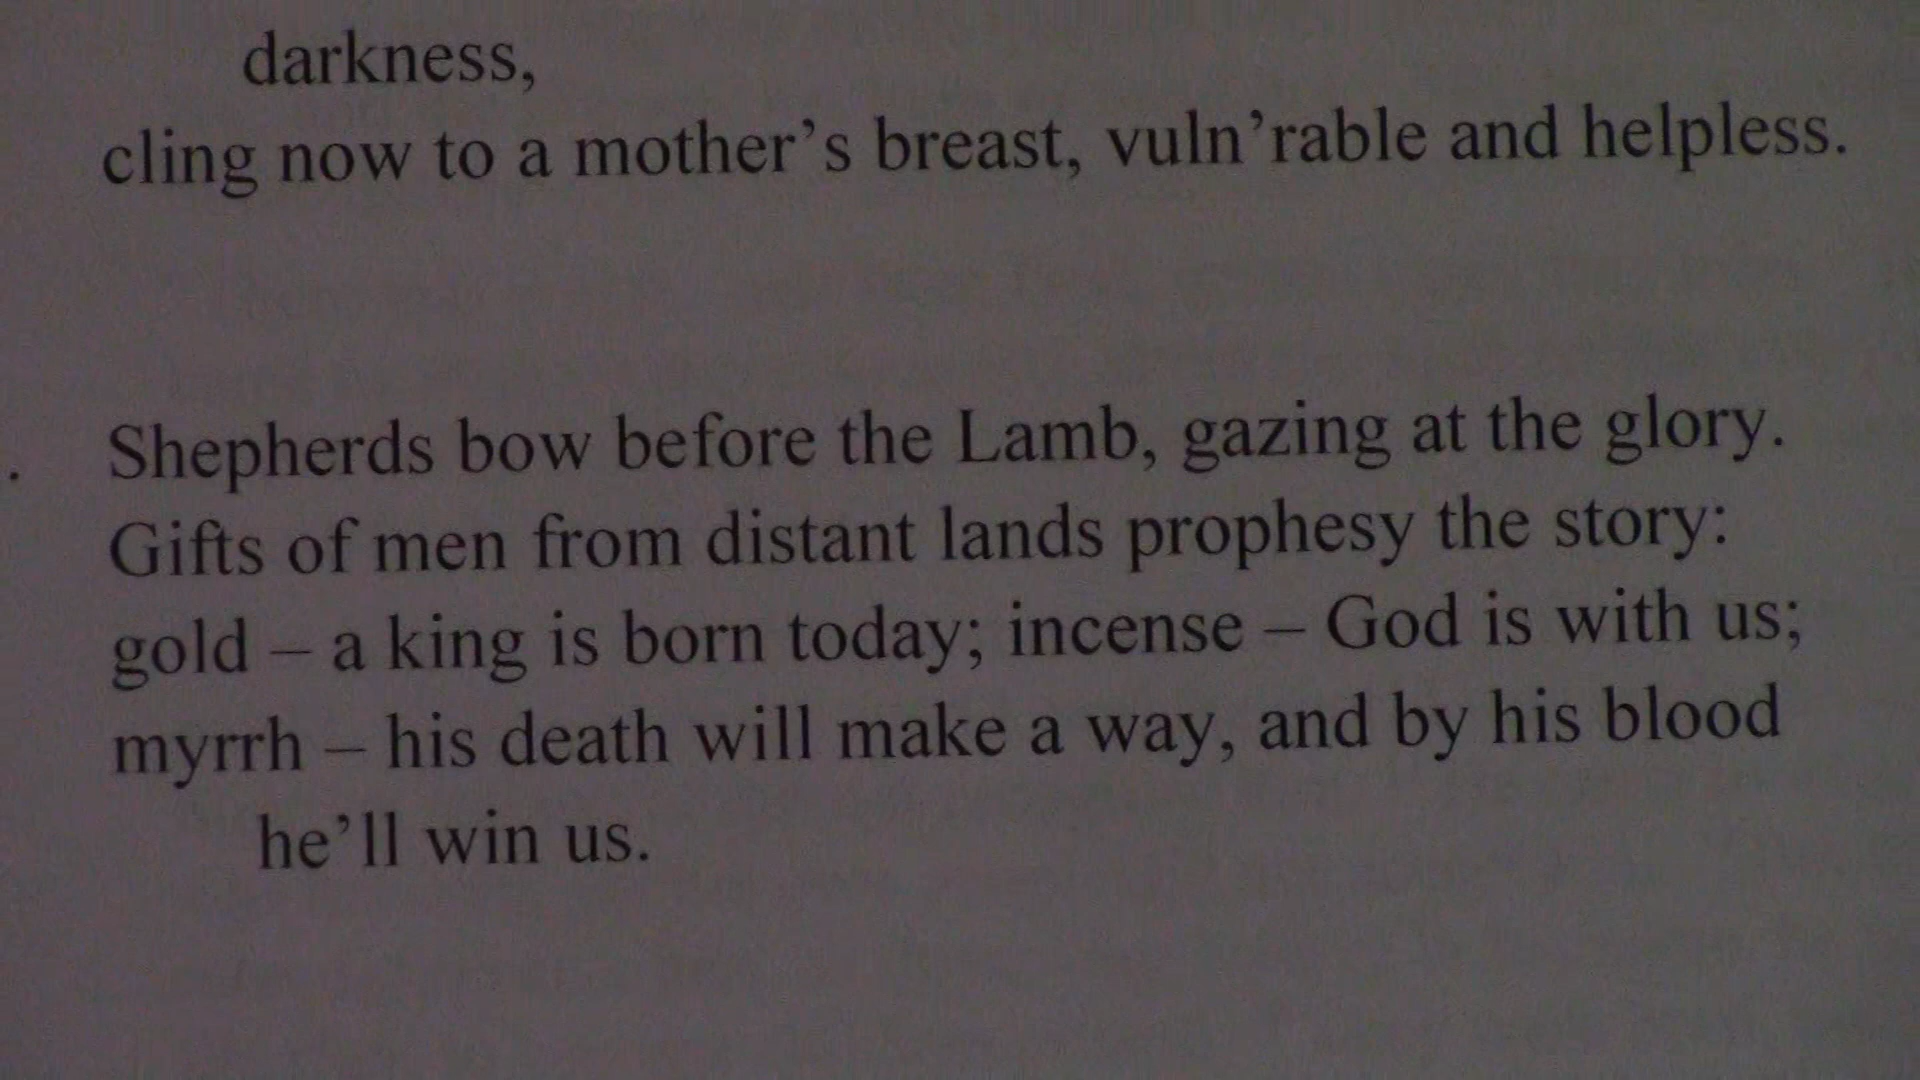 darkness,
cling now to a mother’s breast, vuln’rable and helpless.
. Shepherds bow before the Lamb, gazing at the glory.
Gifts of men from distant lands prophesy the story:
gold – a king is born today; incense – God is with us;
myrrh – his death will make a way, and by his blood
he’ll win us.